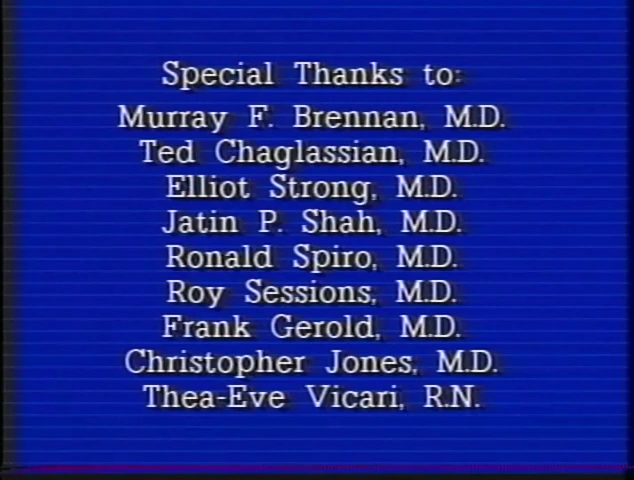 Special Thanks to:
Murray F. Brennan, M.D.
Ted Chaglassian, M.D.
Elliot Strong, M.D.
Jatin P. Shah, M.D.
Ronald Spiro, M.D.
Roy Sessions, M.D.
Frank Gerold, M.D.
Christopher Jones, M.D.
Thea-Eve Vicari, R.N.